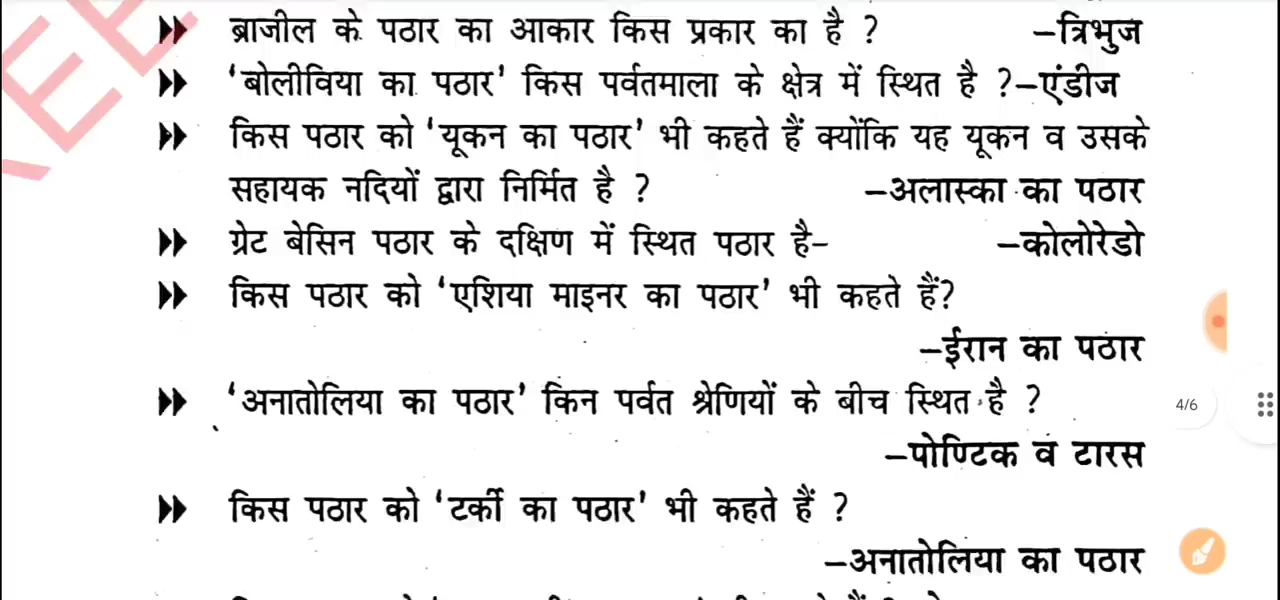 ▶▶ ब्राजील के पठार का आकार किस प्रकार का है ? –त्रिभुज
▶▶ 'बोलीविया का पठार' किस पर्वतमाला के क्षेत्र में स्थित है ?–एंडीज
▶▶ किस पठार को 'यूकन का पठार' भी कहते हैं क्योंकि यह यूकन व उसके
सहायक नदियों द्वारा निर्मित है ? –अलास्का का पठार
▶▶ ग्रेट बेसिन पठार के दक्षिण में स्थित पठार है– –कोलोरेडो
▶▶ किस पठार को 'एशिया माइनर का पठार' भी कहते हैं?
–ईरान का पठार
▶▶ 'अनातोलिया का पठार' किन पर्वत श्रेणियों के बीच स्थित है ?
4/6
–पोण्टिक व टारस
▶▶ किस पठार को 'टर्की का पठार' भी कहते हैं ?
–अनातोलिया का पठार